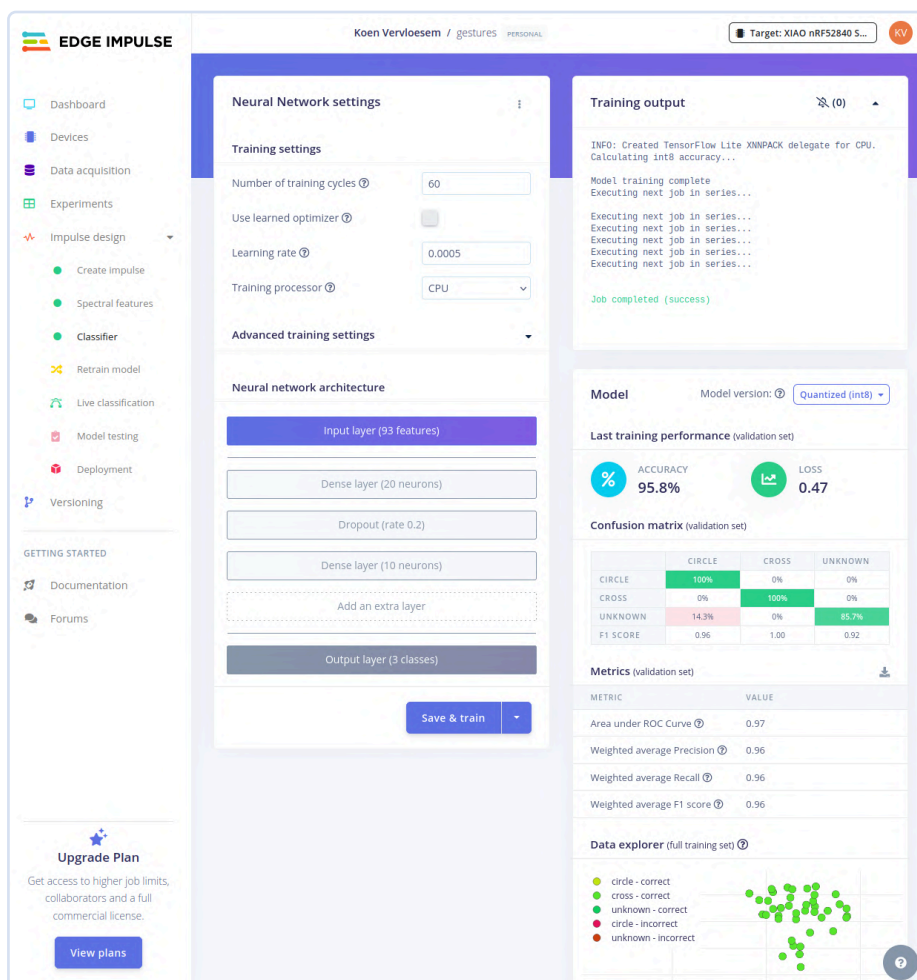 EDGE IMPULSE
Koen Vervloesem / gestures PERSONAL
Target: XIAO nRF52840 S...
KV
Dashboard
Devices
Data acquisition
Experiments
Impulse design
Create impulse
Spectral features
Classifier
Retrain model
Live classification
Model testing
Deployment
Versioning
GETTING STARTED
Documentation
Forums
Upgrade Plan
Get access to higher job limits,
collaborators and a full
commercial license.
View plans
Neural Network settings
Training settings
Number of training cycles ?
60
Use learned optimizer ?
Learning rate ?
0.0005
Training processor ?
CPU
Advanced training settings
Neural network architecture
Input layer (93 features)
Dense layer (20 neurons)
Dropout (rate 0.2)
Dense layer (10 neurons)
Add an extra layer
Output layer (3 classes)
Save & train
Training output
(0)
INFO: Created TensorFlow Lite XNNPACK delegate for CPU.
Calculating int8 accuracy...
Model training complete
Executing next job in series...
Executing next job in series...
Executing next job in series...
Executing next job in series...
Executing next job in series...
Executing next job in series...
Job completed (success)
Model
Model version: ? Quantized (int8)
Last training performance (validation set)
%
ACCURACY
95.8%
LOSS
0.47
Confusion matrix (validation set)
CIRCLE CROSS UNKNOWN
CIRCLE 100% 0% 0%
CROSS 0% 100% 0%
UNKNOWN 14.3% 0% 85.7%
F1 SCORE 0.96 1.00 0.92
Metrics (validation set)
METRIC VALUE
Area under ROC Curve ? 0.97
Weighted average Precision ? 0.96
Weighted average Recall ? 0.96
Weighted average F1 score ? 0.96
Data explorer (full training set) ?
circle - correct
cross - correct
unknown - correct
circle - incorrect
unknown - incorrect
?